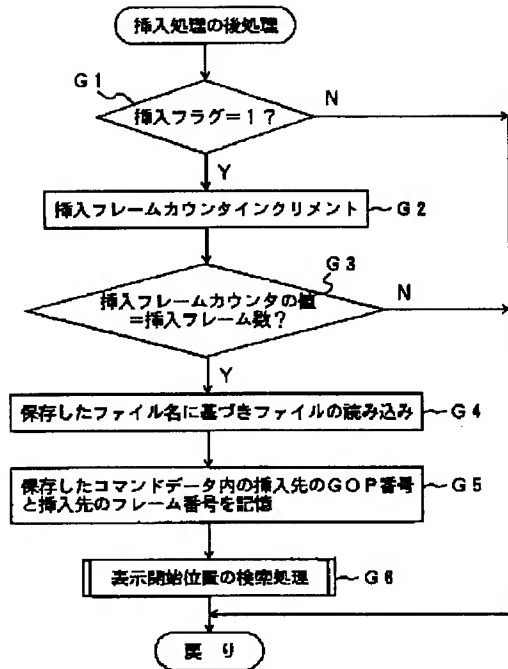 挿入処理の後処理
G1
挿入フラグ=1?
N
Y
挿入フレームカウンタインクリメント
G2
G3
挿入フレームカウンタの値
=挿入フレーム数?
N
Y
保存したファイル名に基づきファイルの読み込み
G4
保存したコマンドデータ内の挿入先のGOP番号
と挿入先のフレーム番号を記憶
G5
表示開始位置の検索処理
G6
戻り